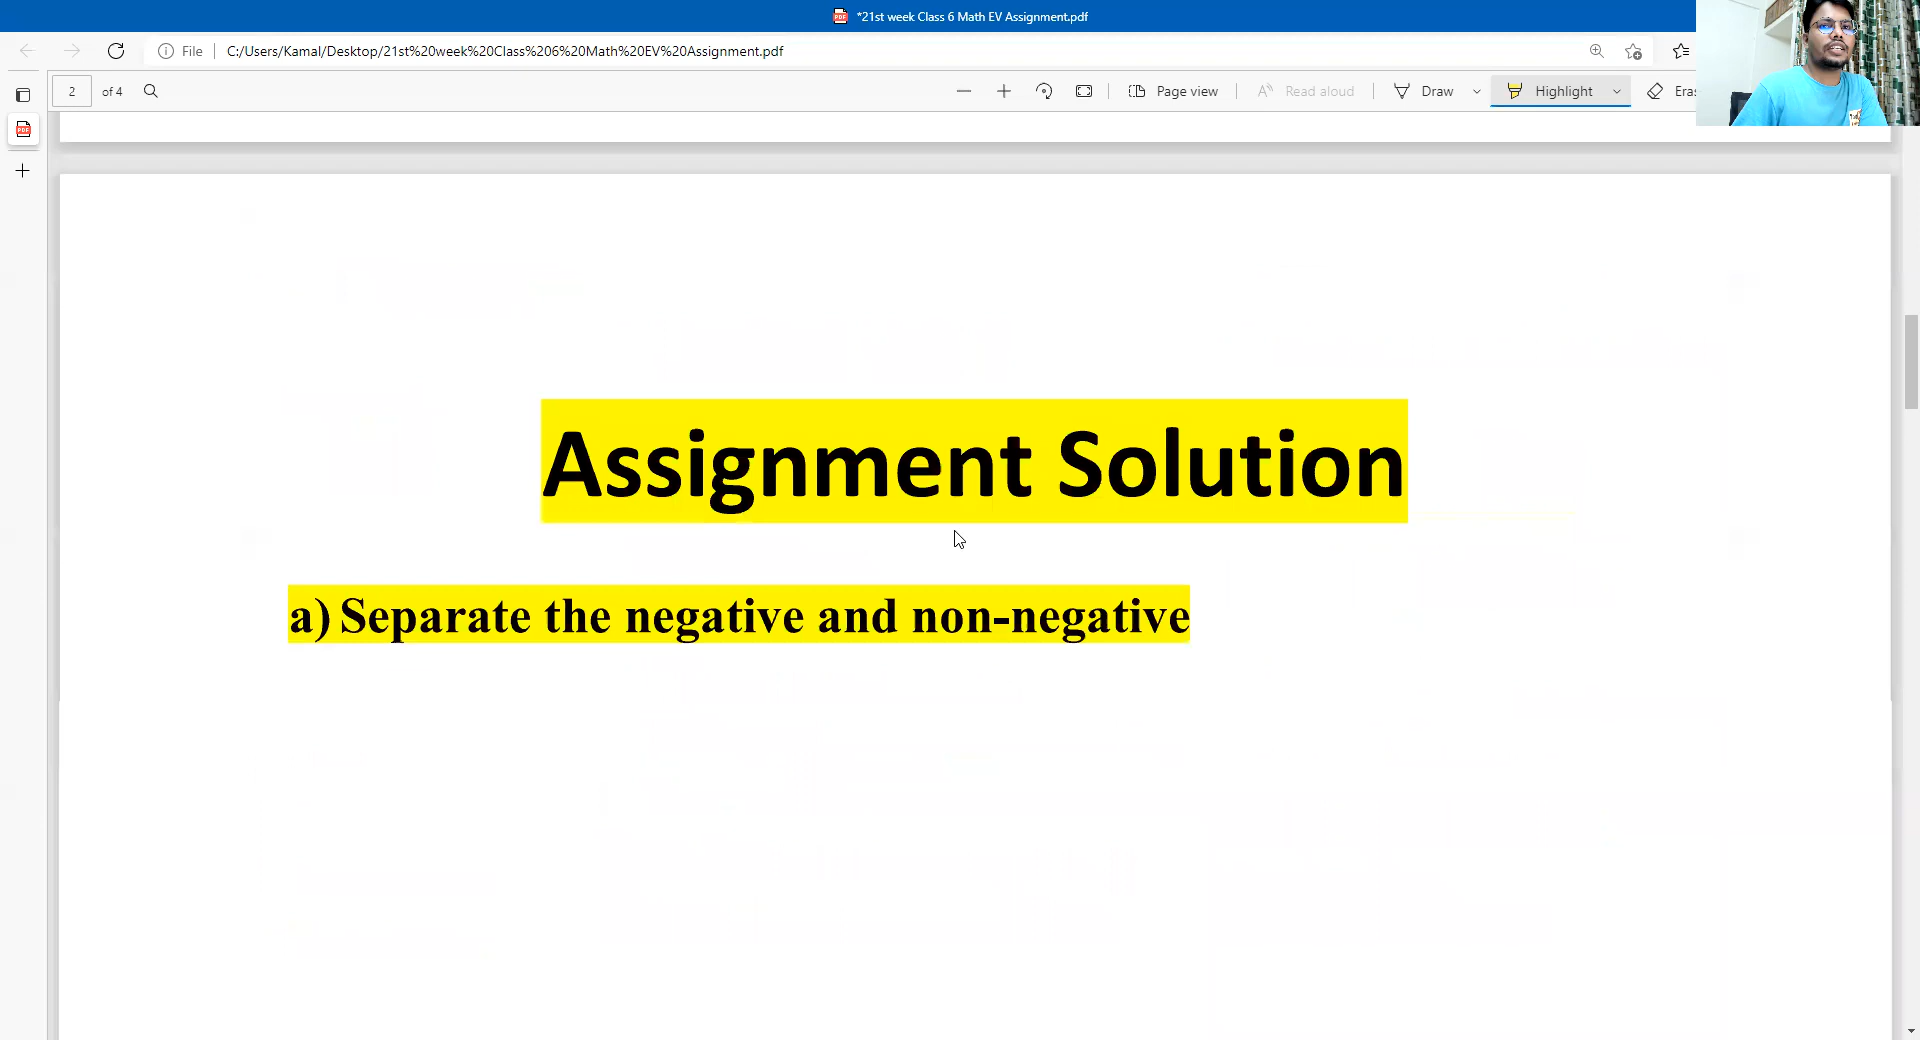 *21st week Class 6 Math EV Assignment.pdf
File C:/Users/Kamal/Desktop/21st%20week%20Class%206%20Math%20EV%20Assignment.pdf
2 of 4 Page view Read aloud Draw Highlight Eras
Assignment Solution
a) Separate the negative and non-negative